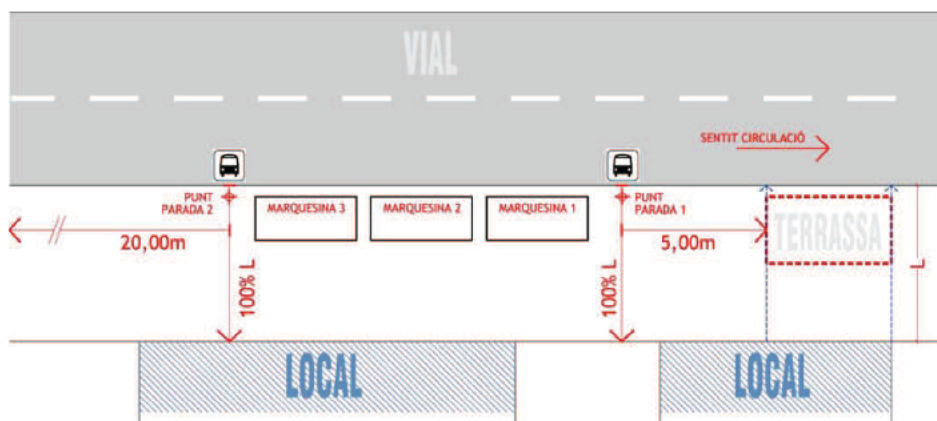 VIAL
SENTIT CIRCULACIÓ
PUNT
PARADA 2
MARQUESINA 3
MARQUESINA 2
MARQUESINA 1
PUNT
PARADA 1
TERRASSA
20,00m
5,00m
100% L
100% L
L
LOCAL
LOCAL